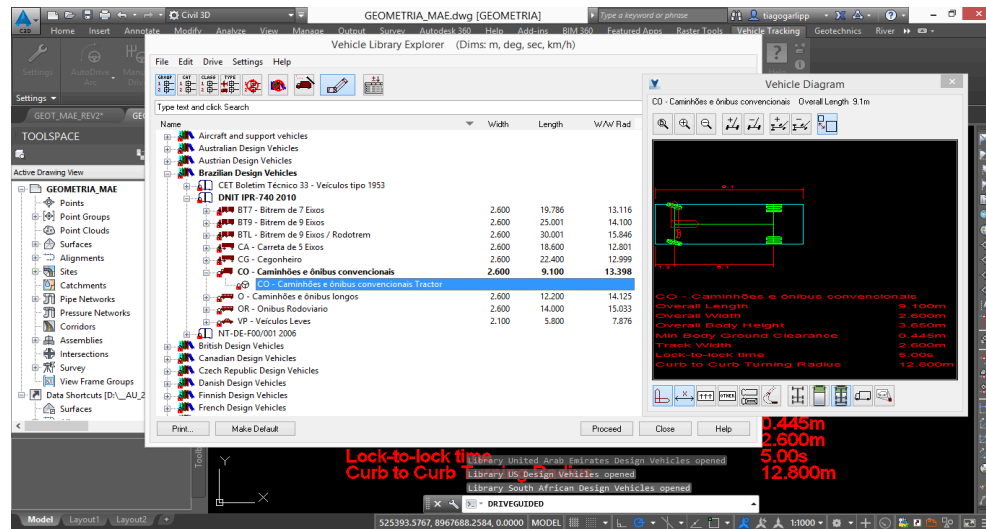 Civil 3D
GEOMETRIA_MAE.dwg [GEOMETRIA]
Type a keyword or phrase
tiagogarlipp
C3D
Home Insert Annotate Modify Analyze View Manage Output Survey Autodesk 360 Help Add-ins BIM 360 Featured Apps Raster Tools Vehicle Tracking Geotechnics River
Settings
AutoDrive Arc
Settings
GEOT_MAE_REV2*
TOOLSPACE
Active Drawing View
GEOMETRIA_MAE
Points
Point Groups
Point Clouds
Surfaces
Alignments
Sites
Catchments
Pipe Networks
Pressure Networks
Corridors
Assemblies
Intersections
Survey
View Frame Groups
Data Shortcuts [D:\_AU_2
Surfaces
Vehicle Library Explorer (Dims: m, deg, sec, km/h)
File Edit Drive Settings Help
GROUP CAT CLASS TYPE
Type text and click Search
Name Width Length W/W Rad
Aircraft and support vehicles
Australian Design Vehicles
Austrian Design Vehicles
Brazilian Design Vehicles
CET Boletim Técnico 33 - Veículos tipo 1953
DNIT IPR-740 2010
BT7 - Bitrem de 7 Eixos 2.600 19.786 13.116
BT9 - Bitrem de 9 Eixos 2.600 25.001 14.100
BTL - Bitrem de 9 Eixos / Rodotrem 2.600 30.001 15.846
CA - Carreta de 5 Eixos 2.600 18.600 12.801
CG - Cegonheiro 2.600 22.400 12.999
CO - Caminhões e ônibus convencionais 2.600 9.100 13.398
CO - Caminhões e ônibus convencionais Tractor
O - Caminhões e ônibus longos 2.600 12.200 14.125
OR - Onibus Rodoviario 2.600 14.000 15.033
VP - Veículos Leves 2.100 5.800 7.876
NT-DE-F00/001 2006
British Design Vehicles
Canadian Design Vehicles
Czech Republic Design Vehicles
Danish Design Vehicles
Finnish Design Vehicles
French Design Vehicles
Print... Make Default Proceed Close Help
Vehicle Diagram
CO - Caminhões e ônibus convencionais Overall Length 9.1m
CO - Caminhões e ônibus convencionais
Overall Length 9.100m
Overall Width 2.600m
Overall Body Height 3.650m
Min Body Ground Clearance 0.445m
Track Width 2.600m
Lock-to-lock time 5.00s
Curb to Curb Turning Radius 12.800m
OTHER
0.445m
2.600m
Lock-to-lock time 5.00s
Curb to Curb Turning Radius 12.800m
Library United Arab Emirates Design Vehicles opened
Library US Design Vehicles opened
Library South African Design Vehicles opened
DRIVEGUIDED
Y
X
Model Layout1 Layout2
525393.5767, 8967688.2584, 0.0000 MODEL 1:1000